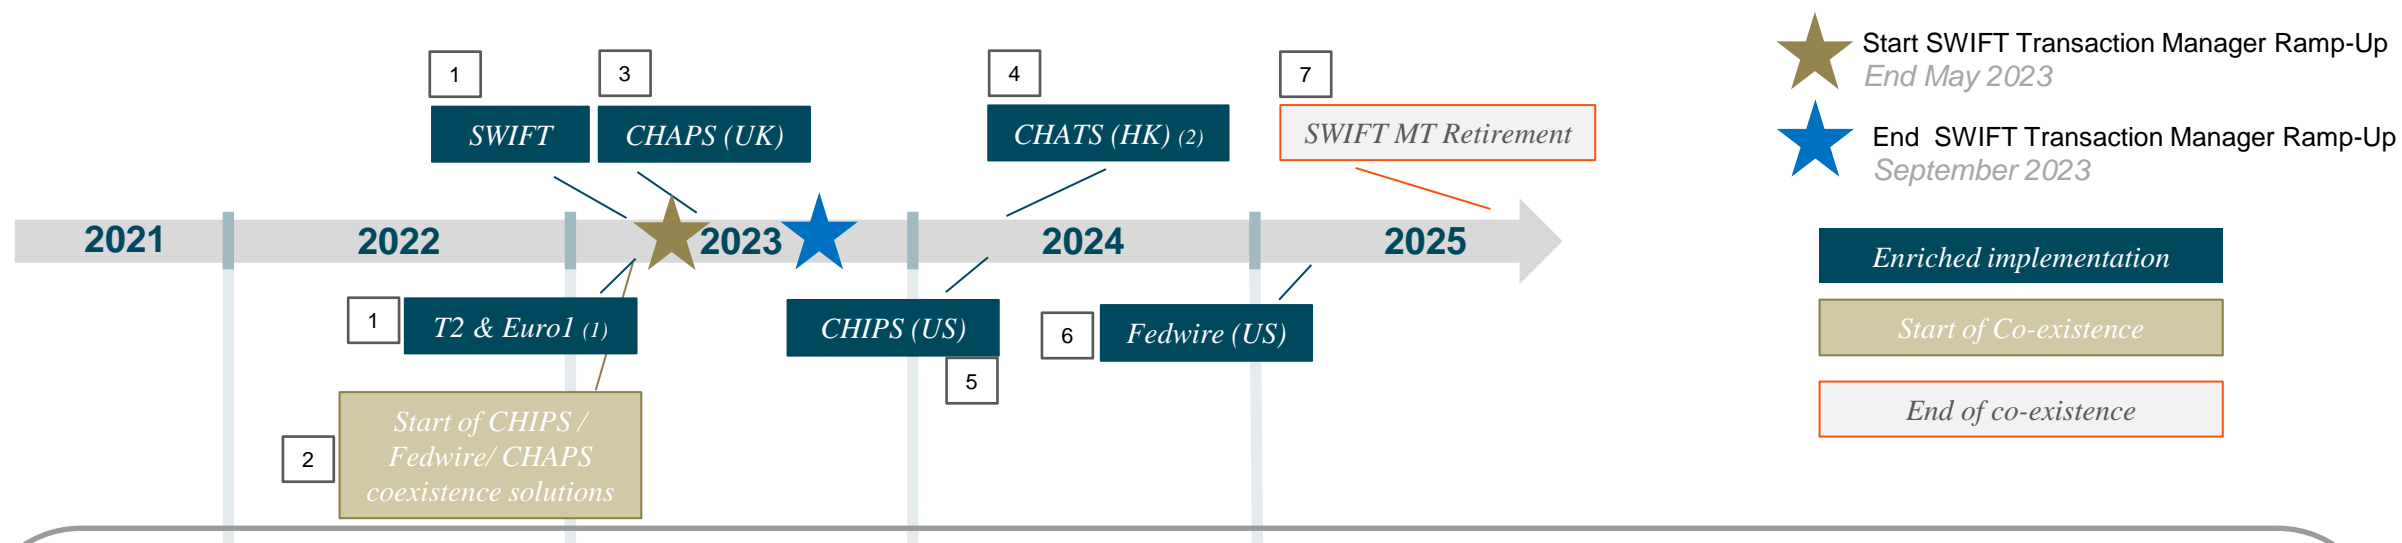 1
3
4
7
SWIFT
CHAPS (UK)
CHATS (HK) (2)
SWIFT MT Retirement
Start SWIFT Transaction Manager Ramp-Up
End May 2023
End SWIFT Transaction Manager Ramp-Up
September 2023
2021
2022
2023
2024
2025
1
T2 & Euro1 (1)
CHIPS (US)
5
6
Fedwire (US)
2
Start of CHIPS /
Fedwire/ CHAPS
coexistence solutions
Enriched implementation
Start of Co-existence
End of co-existence